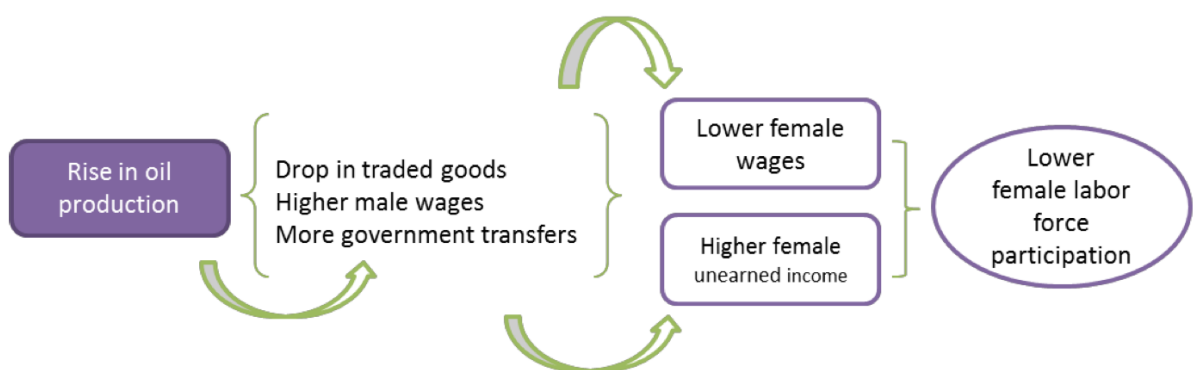 Rise in oil
production
Drop in traded goods
Higher male wages
More government transfers
Lower female
wages
Higher female
unearned income
Lower
female labor
force
participation